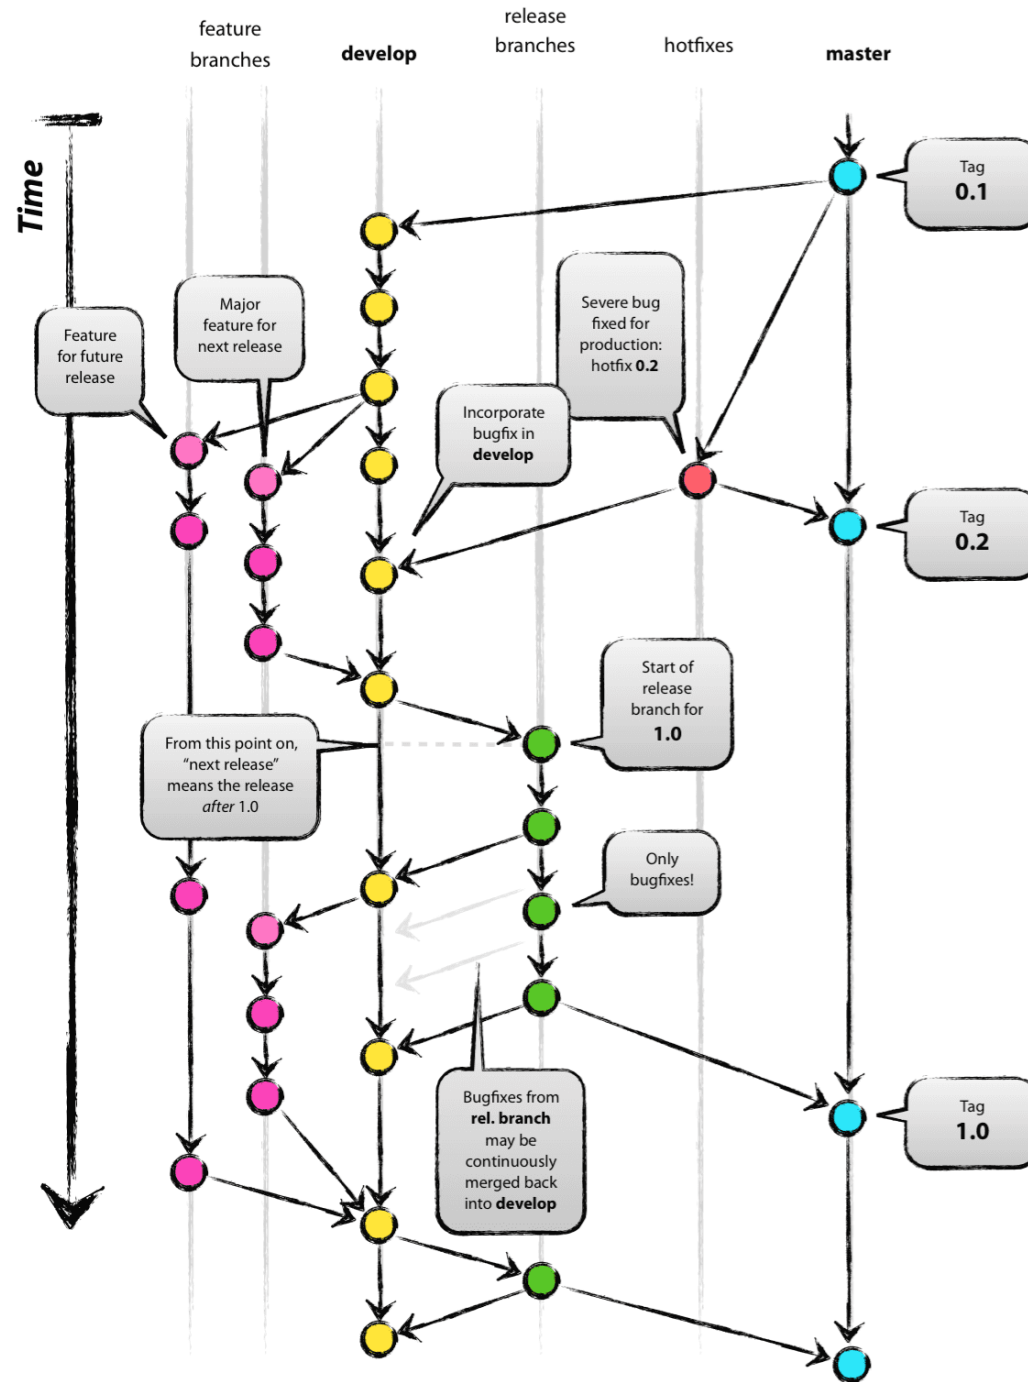 feature
branches
develop
release
branches
hotfixes
master
Time
Tag
0.1
Feature
for future
release
Major
feature for
next release
Severe bug
fixed for
production:
hotfix 0.2
Incorporate
bugfix in
develop
Tag
0.2
Start of
release
branch for
1.0
From this point on,
“next release”
means the release
after 1.0
Only
bugfixes!
Bugfixes from
rel. branch
may be
continuously
merged back
into develop
Tag
1.0